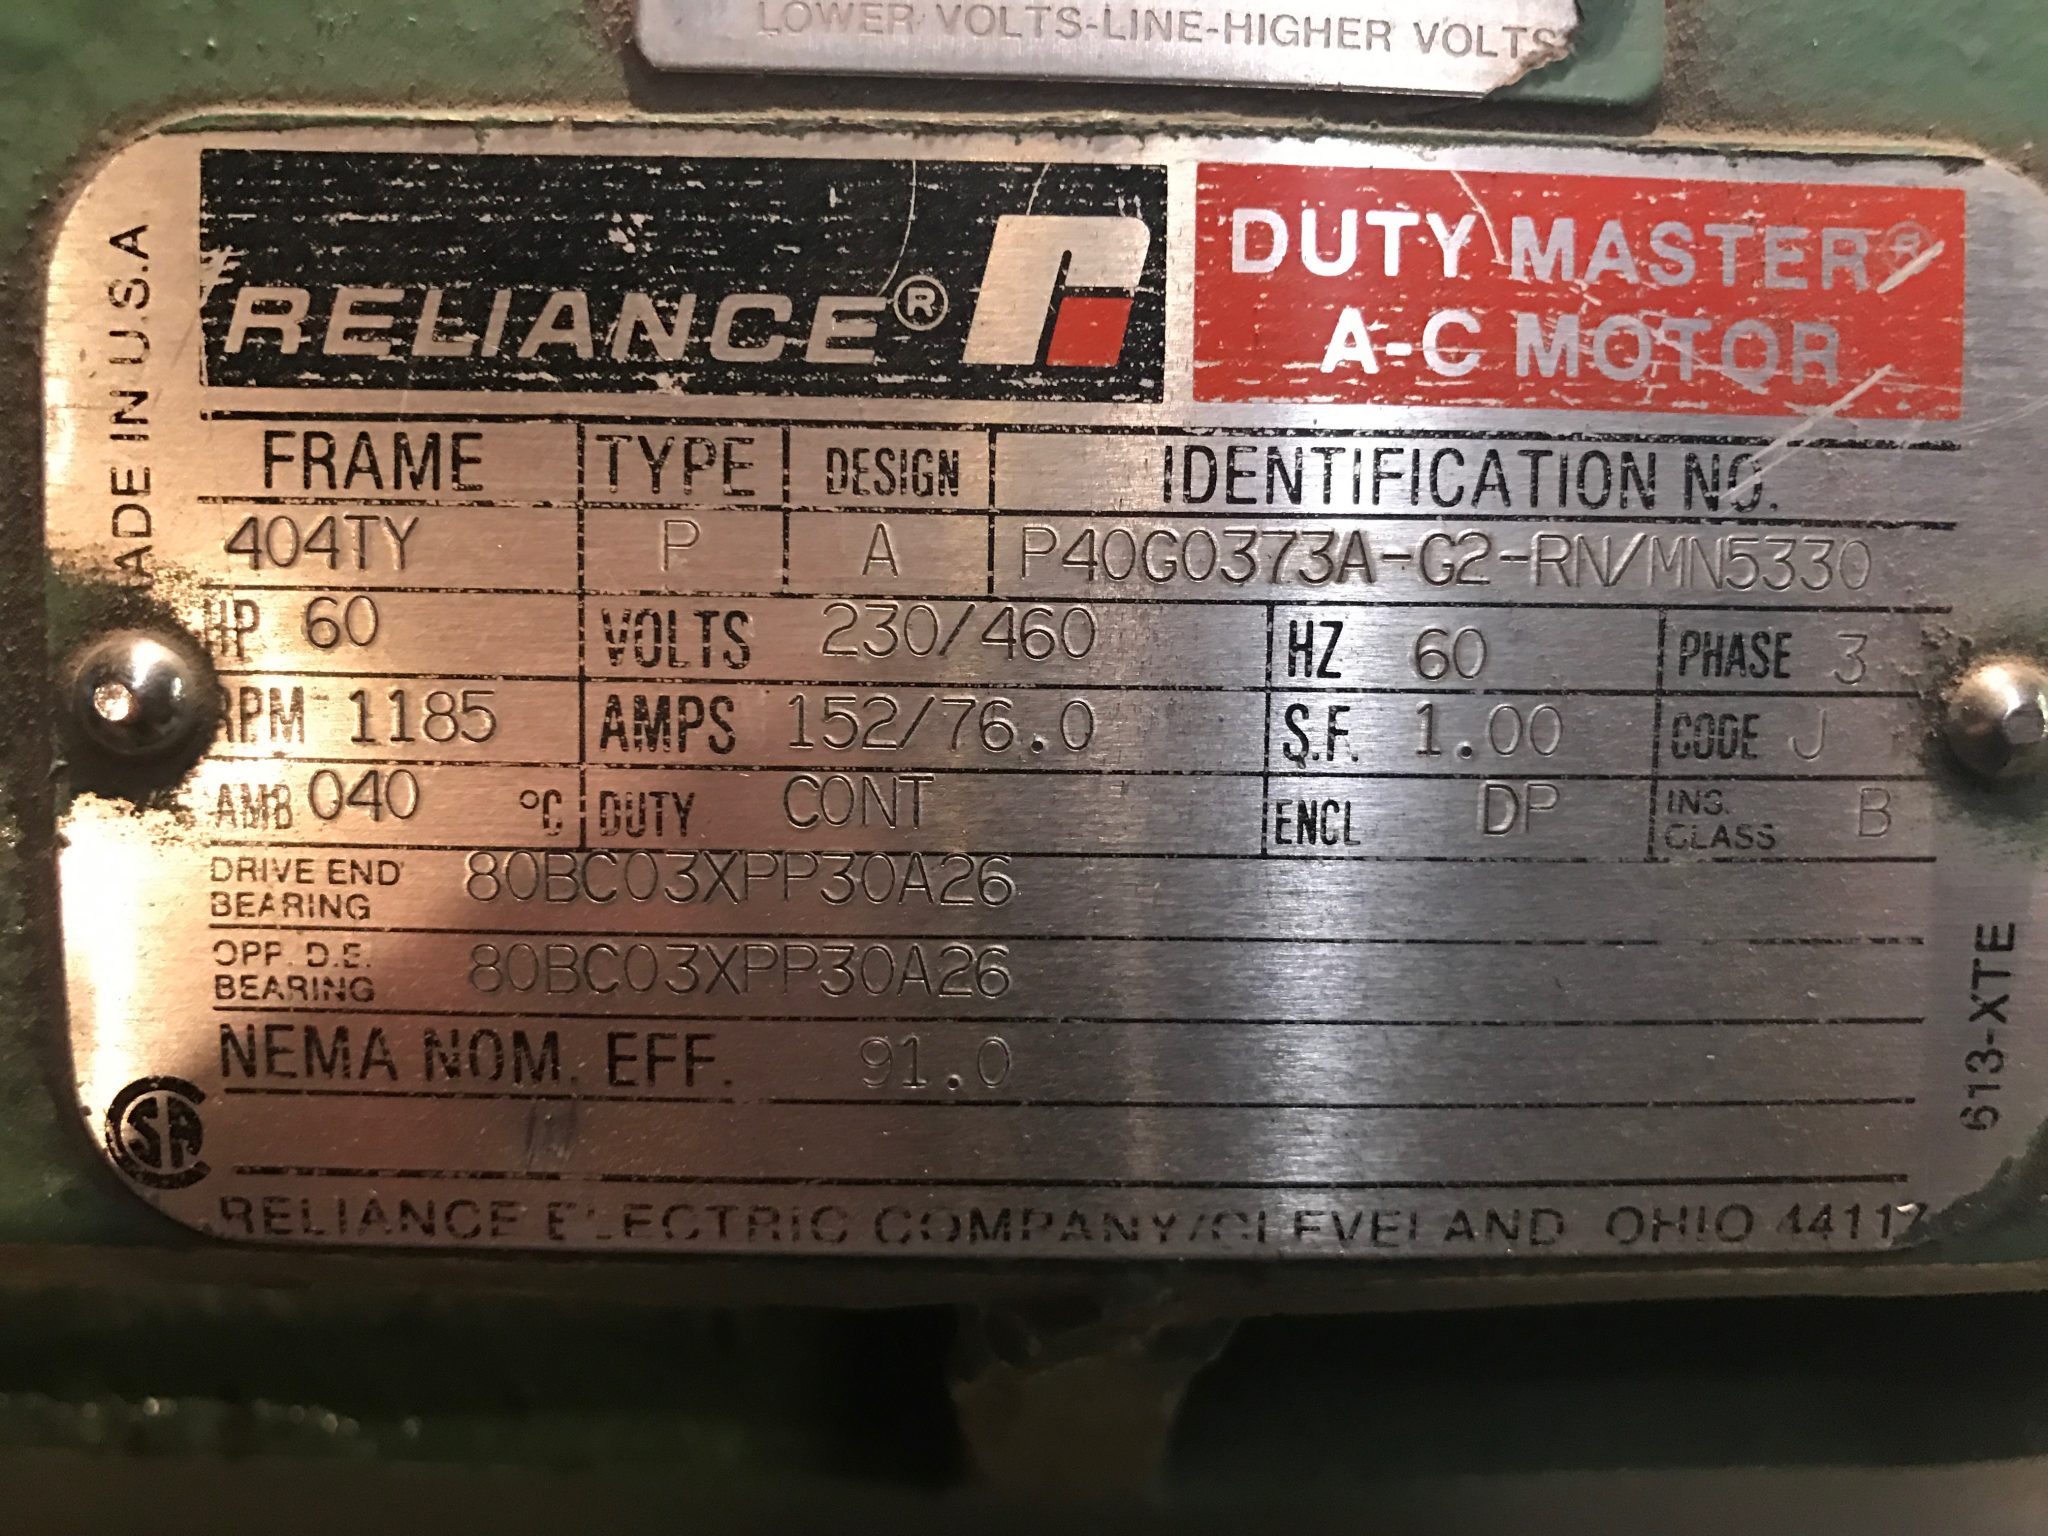 LOWER VOLTS-LINE-HIGHER VOLTS
MADE IN U.S.A
RELIANCE®
DUTY MASTER®
A-C MOTOR
FRAME TYPE DESIGN IDENTIFICATION NO.
404TY P A P40G0373A-G2-RN/MN5330
HP 60 VOLTS 230/460 HZ 60 PHASE 3
RPM 1185 AMPS 152/76.0 S.F. 1.00 CODE J
AMB 040 °C DUTY CONT ENCL DP INS. CLASS B
DRIVE END BEARING 80BC03XPP30A26
OPP. D.E. BEARING 80BC03XPP30A26
NEMA NOM. EFF. 91.0
SA
RELIANCE ELECTRIC COMPANY/CLEVELAND OHIO 44117
613-XTE